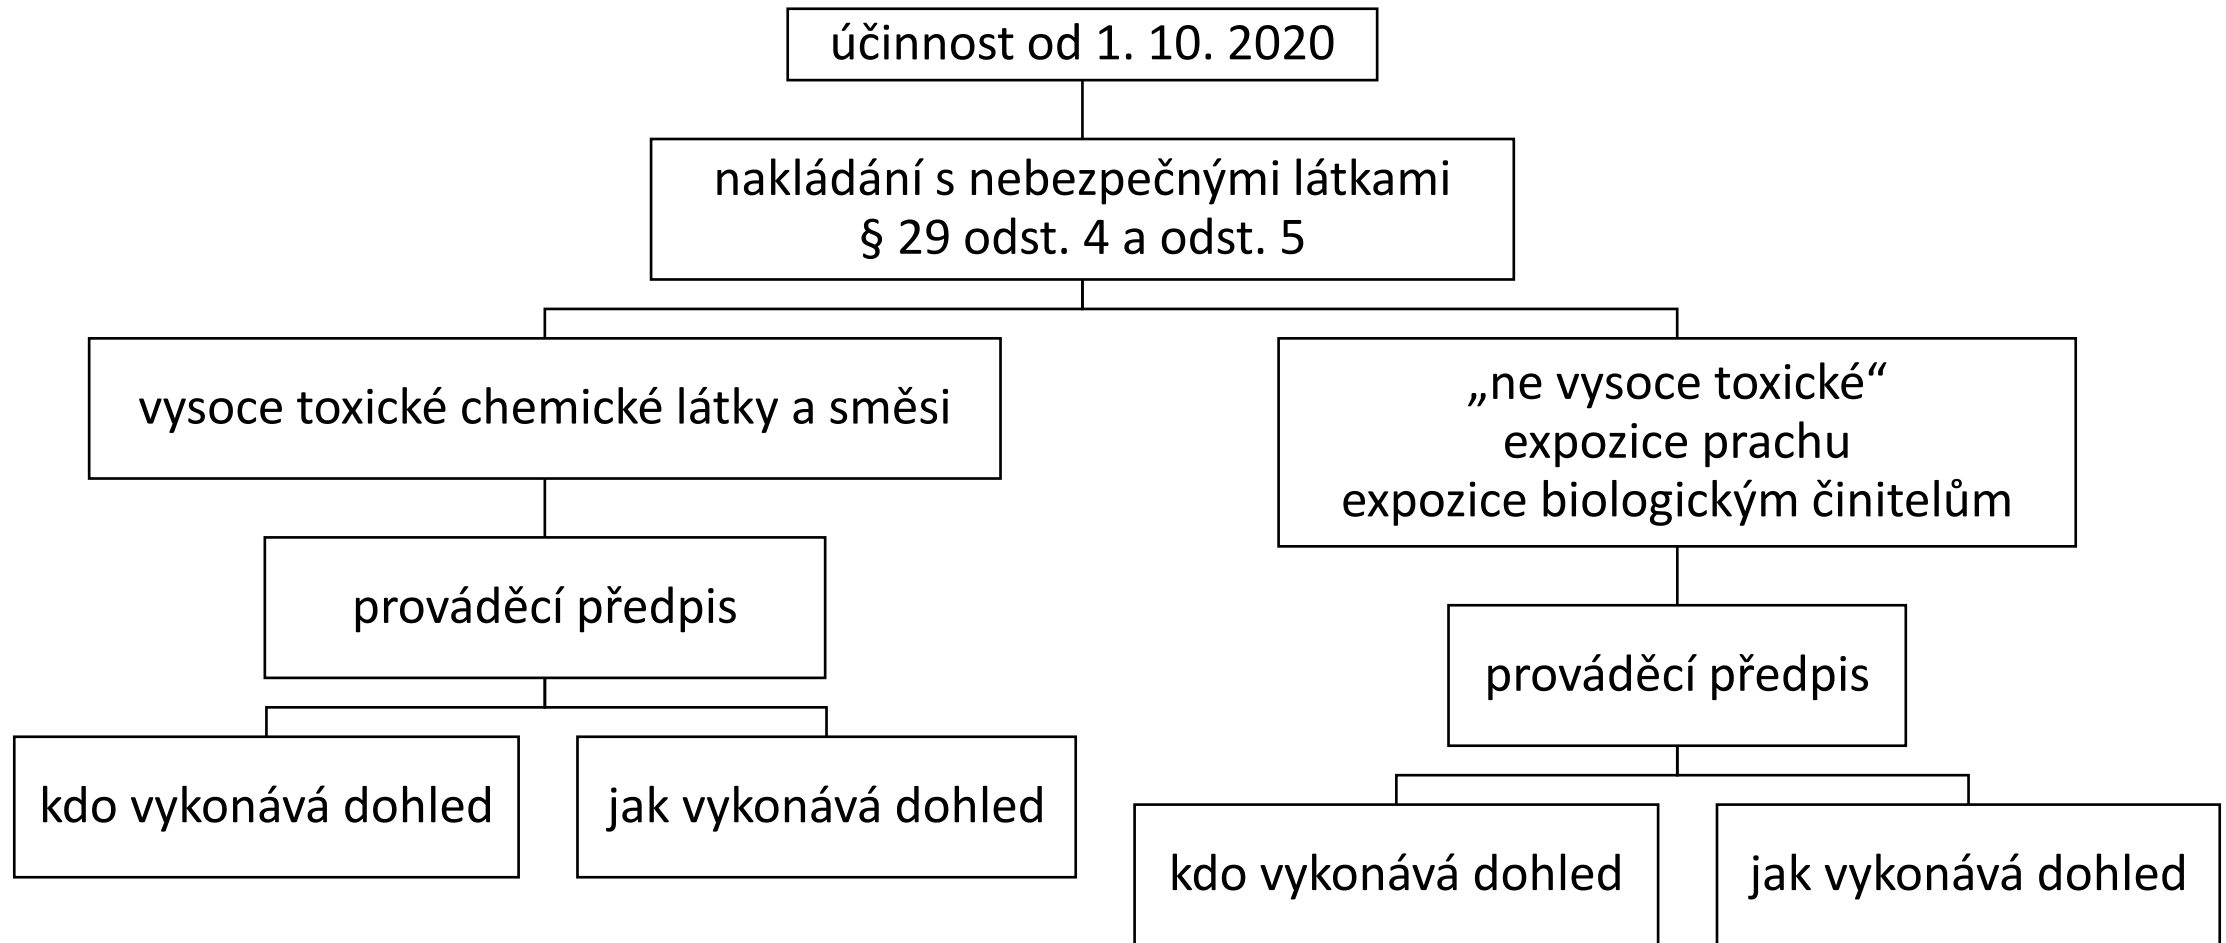 účinnost od 1. 10. 2020
nakládání s nebezpečnými látkami
§ 29 odst. 4 a odst. 5
vysoce toxické chemické látky a směsi
„ne vysoce toxické“
expozice prachu
expozice biologickým činitelům
prováděcí předpis
prováděcí předpis
kdo vykonává dohled
jak vykonává dohled
kdo vykonává dohled
jak vykonává dohled